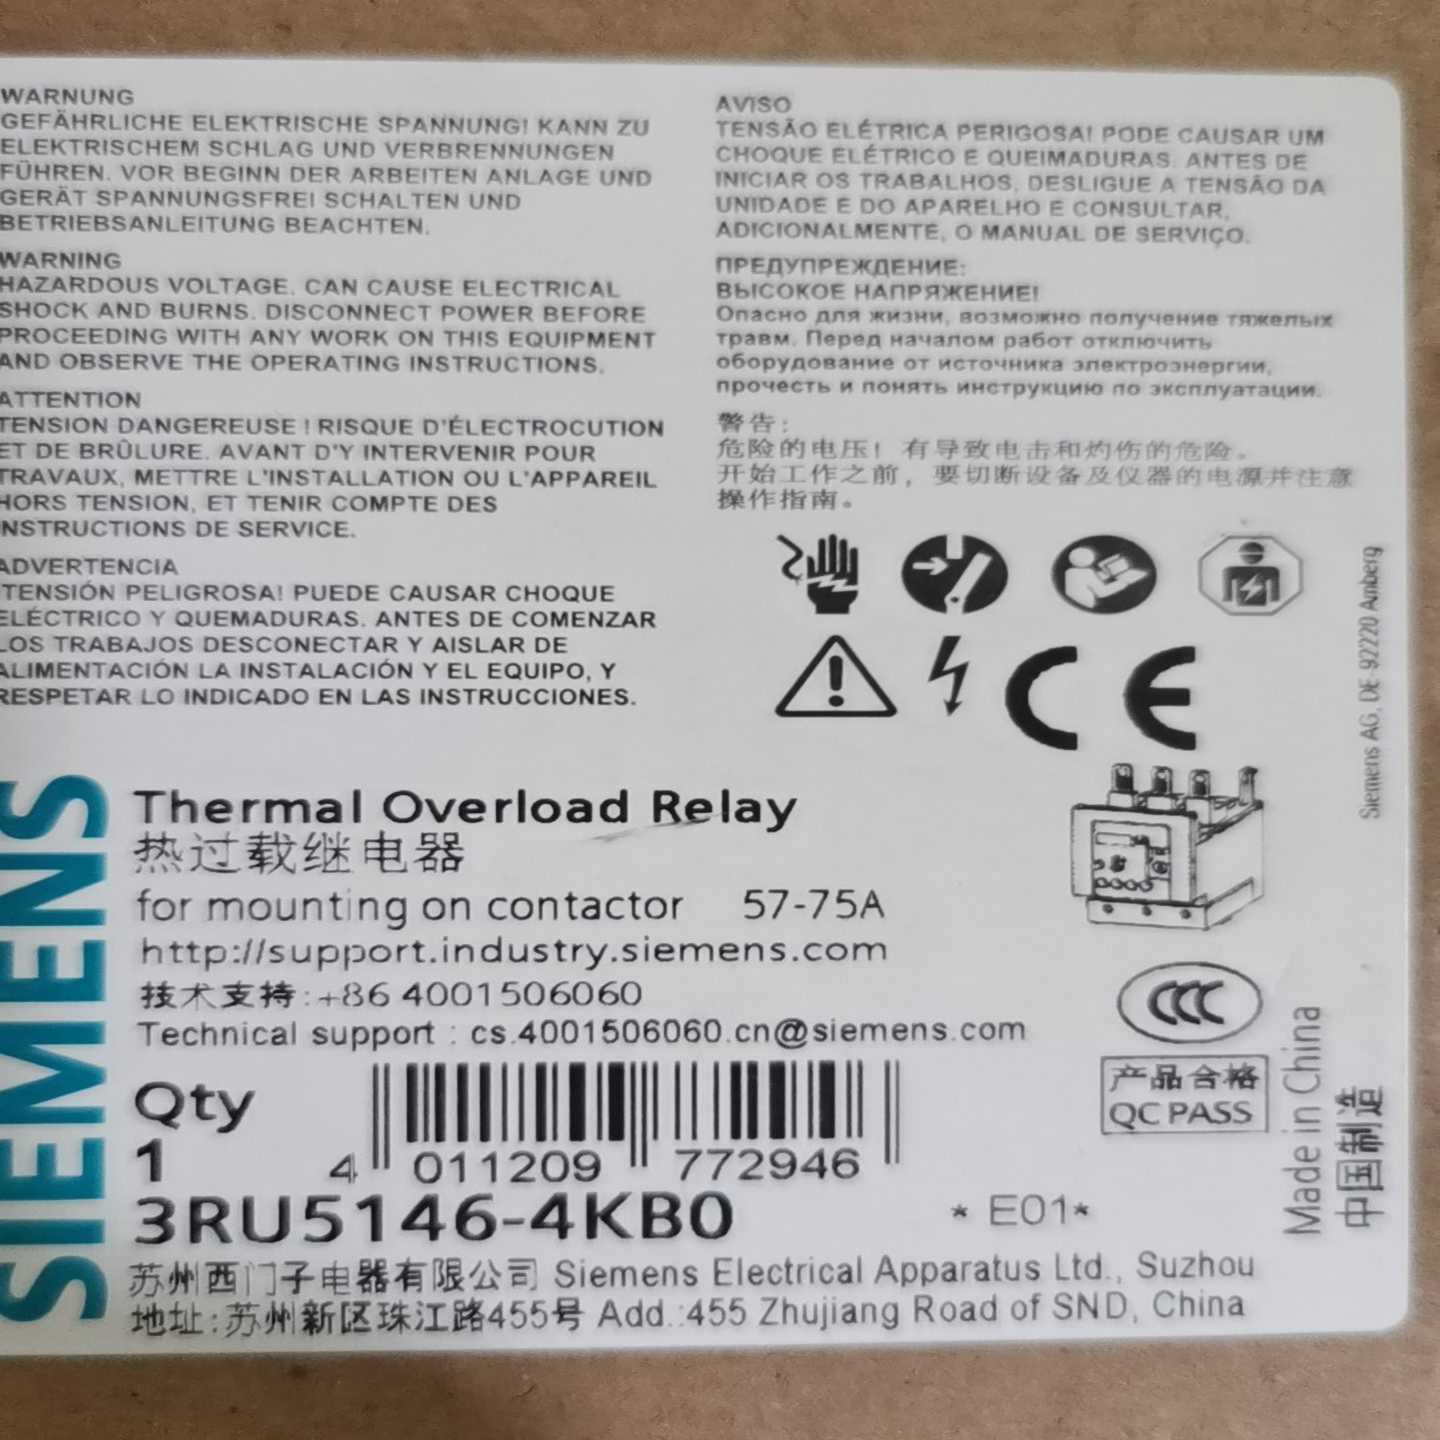 WARNUNG
GEFÄHRLICHE ELEKTRISCHE SPANNUNG! KANN ZU
ELEKTRISCHEM SCHLAG UND VERBRENNUNGEN
FÜHREN. VOR BEGINN DER ARBEITEN ANLAGE UND
GERÄT SPANNUNGSFREI SCHALTEN UND
BETRIEBSANLEITUNG BEACHTEN.
WARNING
HAZARDOUS VOLTAGE. CAN CAUSE ELECTRICAL
SHOCK AND BURNS. DISCONNECT POWER BEFORE
PROCEEDING WITH ANY WORK ON THIS EQUIPMENT
AND OBSERVE THE OPERATING INSTRUCTIONS.
ATTENTION
TENSION DANGEREUSE ! RISQUE D'ÉLECTROCUTION
ET DE BRÛLURE. AVANT D'Y INTERVENIR POUR
TRAVAUX, METTRE L'INSTALLATION OU L'APPAREIL
HORS TENSION, ET TENIR COMPTE DES
INSTRUCTIONS DE SERVICE.
ADVERTENCIA
¡TENSIÓN PELIGROSA! PUEDE CAUSAR CHOQUE
ELÉCTRICO Y QUEMADURAS. ANTES DE COMENZAR
LOS TRABAJOS DESCONECTAR Y AISLAR DE
ALIMENTACIÓN LA INSTALACIÓN Y EL EQUIPO, Y
RESPETAR LO INDICADO EN LAS INSTRUCCIONES.
AVISO
TENSÃO ELÉTRICA PERIGOSA! PODE CAUSAR UM
CHOQUE ELÉTRICO E QUEIMADURAS. ANTES DE
INICIAR OS TRABALHOS, DESLIGUE A TENSÃO DA
UNIDADE E DO APARELHO E CONSULTAR,
ADICIONALMENTE, O MANUAL DE SERVIÇO.
ПРЕДУПРЕЖДЕНИЕ:
ВЫСОКОЕ НАПРЯЖЕНИЕ!
Опасно для жизни, возможно получение тяжелых
травм. Перед началом работ отключить
оборудование от источника электроэнергии,
прочесть и понять инструкцию по эксплуатации.
警告:
危险的电压! 有导致电击和灼伤的危险。
开始工作之前，要切断设备及仪器的电源并注意
操作指南。
CE
Siemens AG, DE-92220 Amberg
SIEMENS
Thermal Overload Relay
热过载继电器
for mounting on contactor 57-75A
http://support.industry.siemens.com
技术支持:+86 4001506060
Technical support : cs.4001506060.cn@siemens.com
CCC
产品合格
QC PASS
Made in China
中国制造
Qty
1
4 011209 772946
3RU5146-4KB0
* E01*
苏州西门子电器有限公司 Siemens Electrical Apparatus Ltd., Suzhou
地址:苏州新区珠江路455号 Add.:455 Zhujiang Road of SND, China